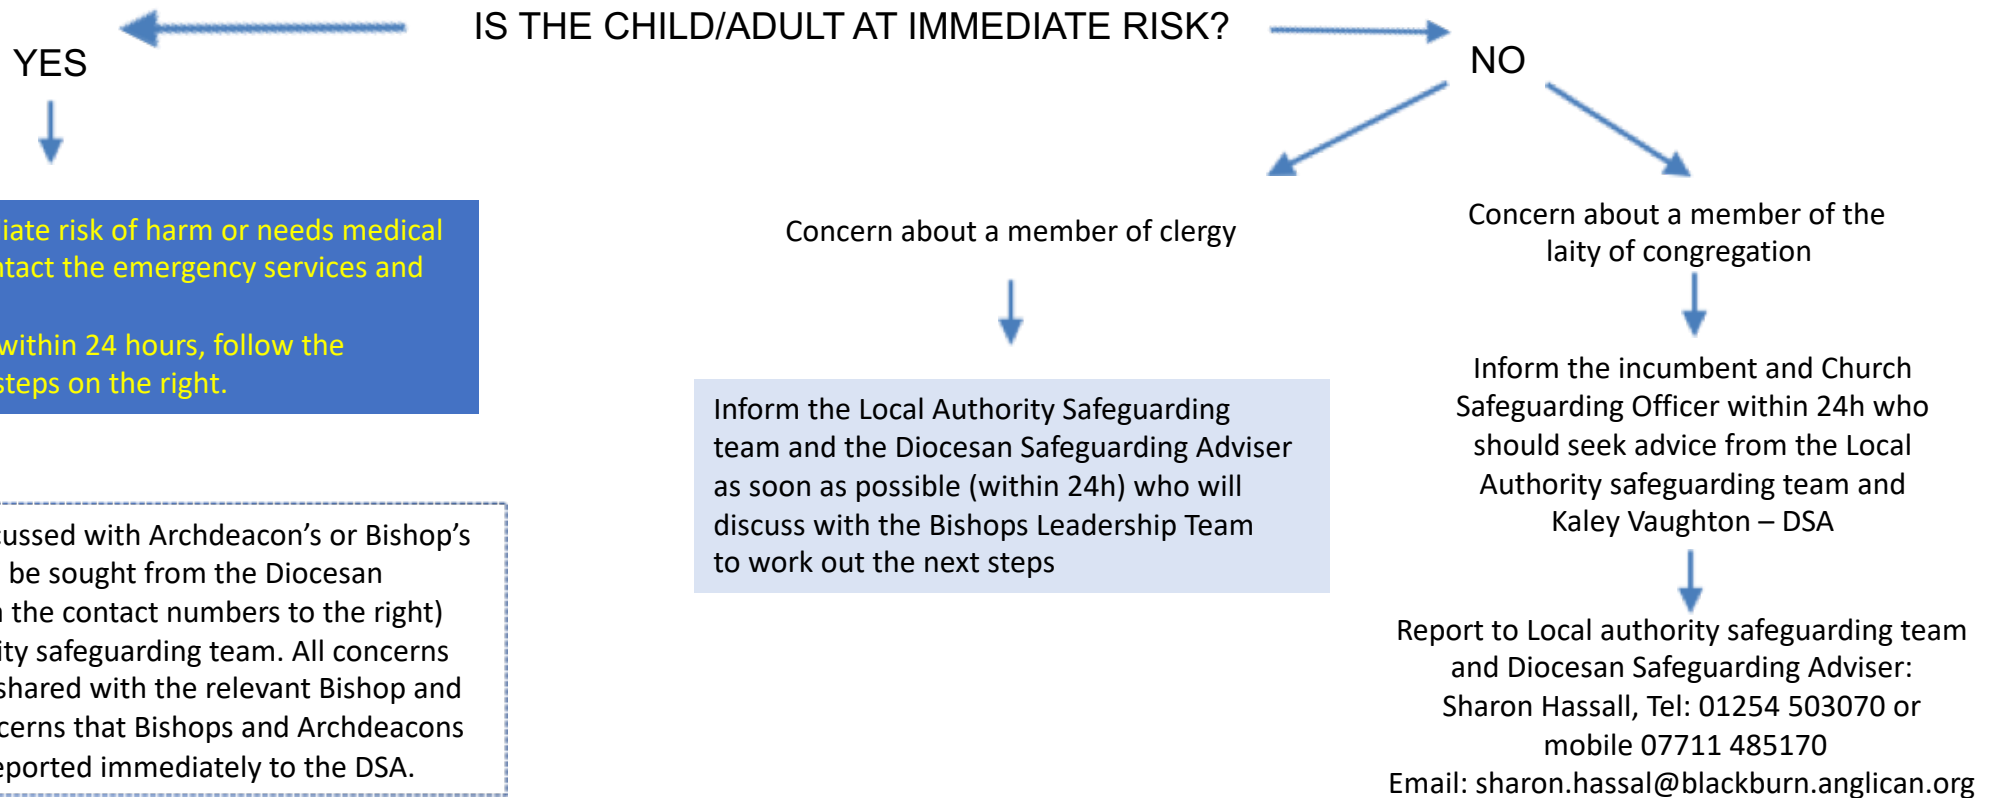 IS THE CHILD/ADULT AT IMMEDIATE RISK?
YES
NO
diate risk of harm or needs medical
ntact the emergency services and
within 24 hours, follow the
steps on the right.
cussed with Archdeacon’s or Bishop’s
be sought from the Diocesan
the contact numbers to the right)
ity safeguarding team. All concerns
shared with the relevant Bishop and
cerns that Bishops and Archdeacons
eported immediately to the DSA.
Concern about a member of clergy
Inform the Local Authority Safeguarding
team and the Diocesan Safeguarding Adviser
as soon as possible (within 24h) who will
discuss with the Bishops Leadership Team
to work out the next steps
Concern about a member of the
laity of congregation
Inform the incumbent and Church
Safeguarding Officer within 24h who
should seek advice from the Local
Authority safeguarding team and
Kaley Vaughton – DSA
Report to Local authority safeguarding team
and Diocesan Safeguarding Adviser:
Sharon Hassall, Tel: 01254 503070 or
mobile 07711 485170
Email: sharon.hassal@blackburn.anglican.org